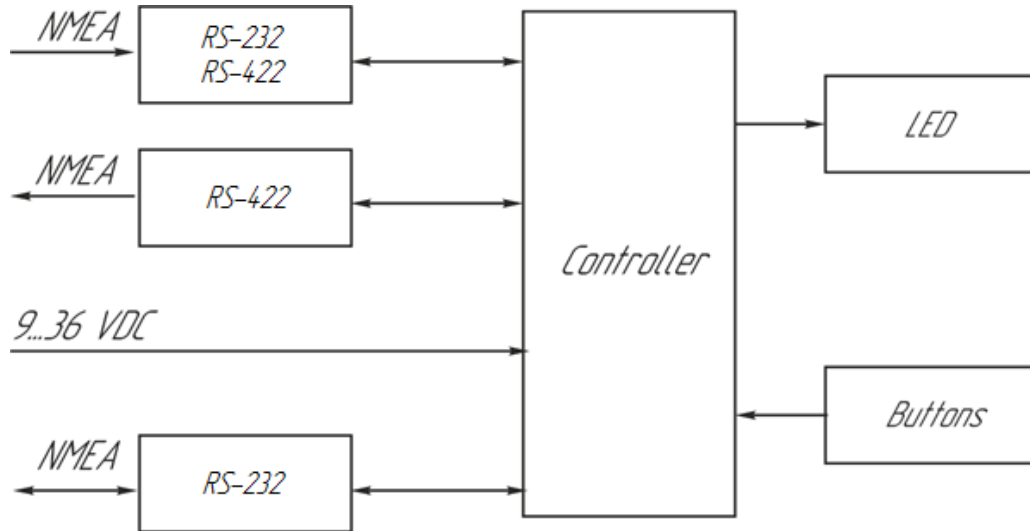 NMEA
RS-232
RS-422
LED
NMEA
RS-422
Controller
9...36 VDC
Buttons
NMEA
RS-232